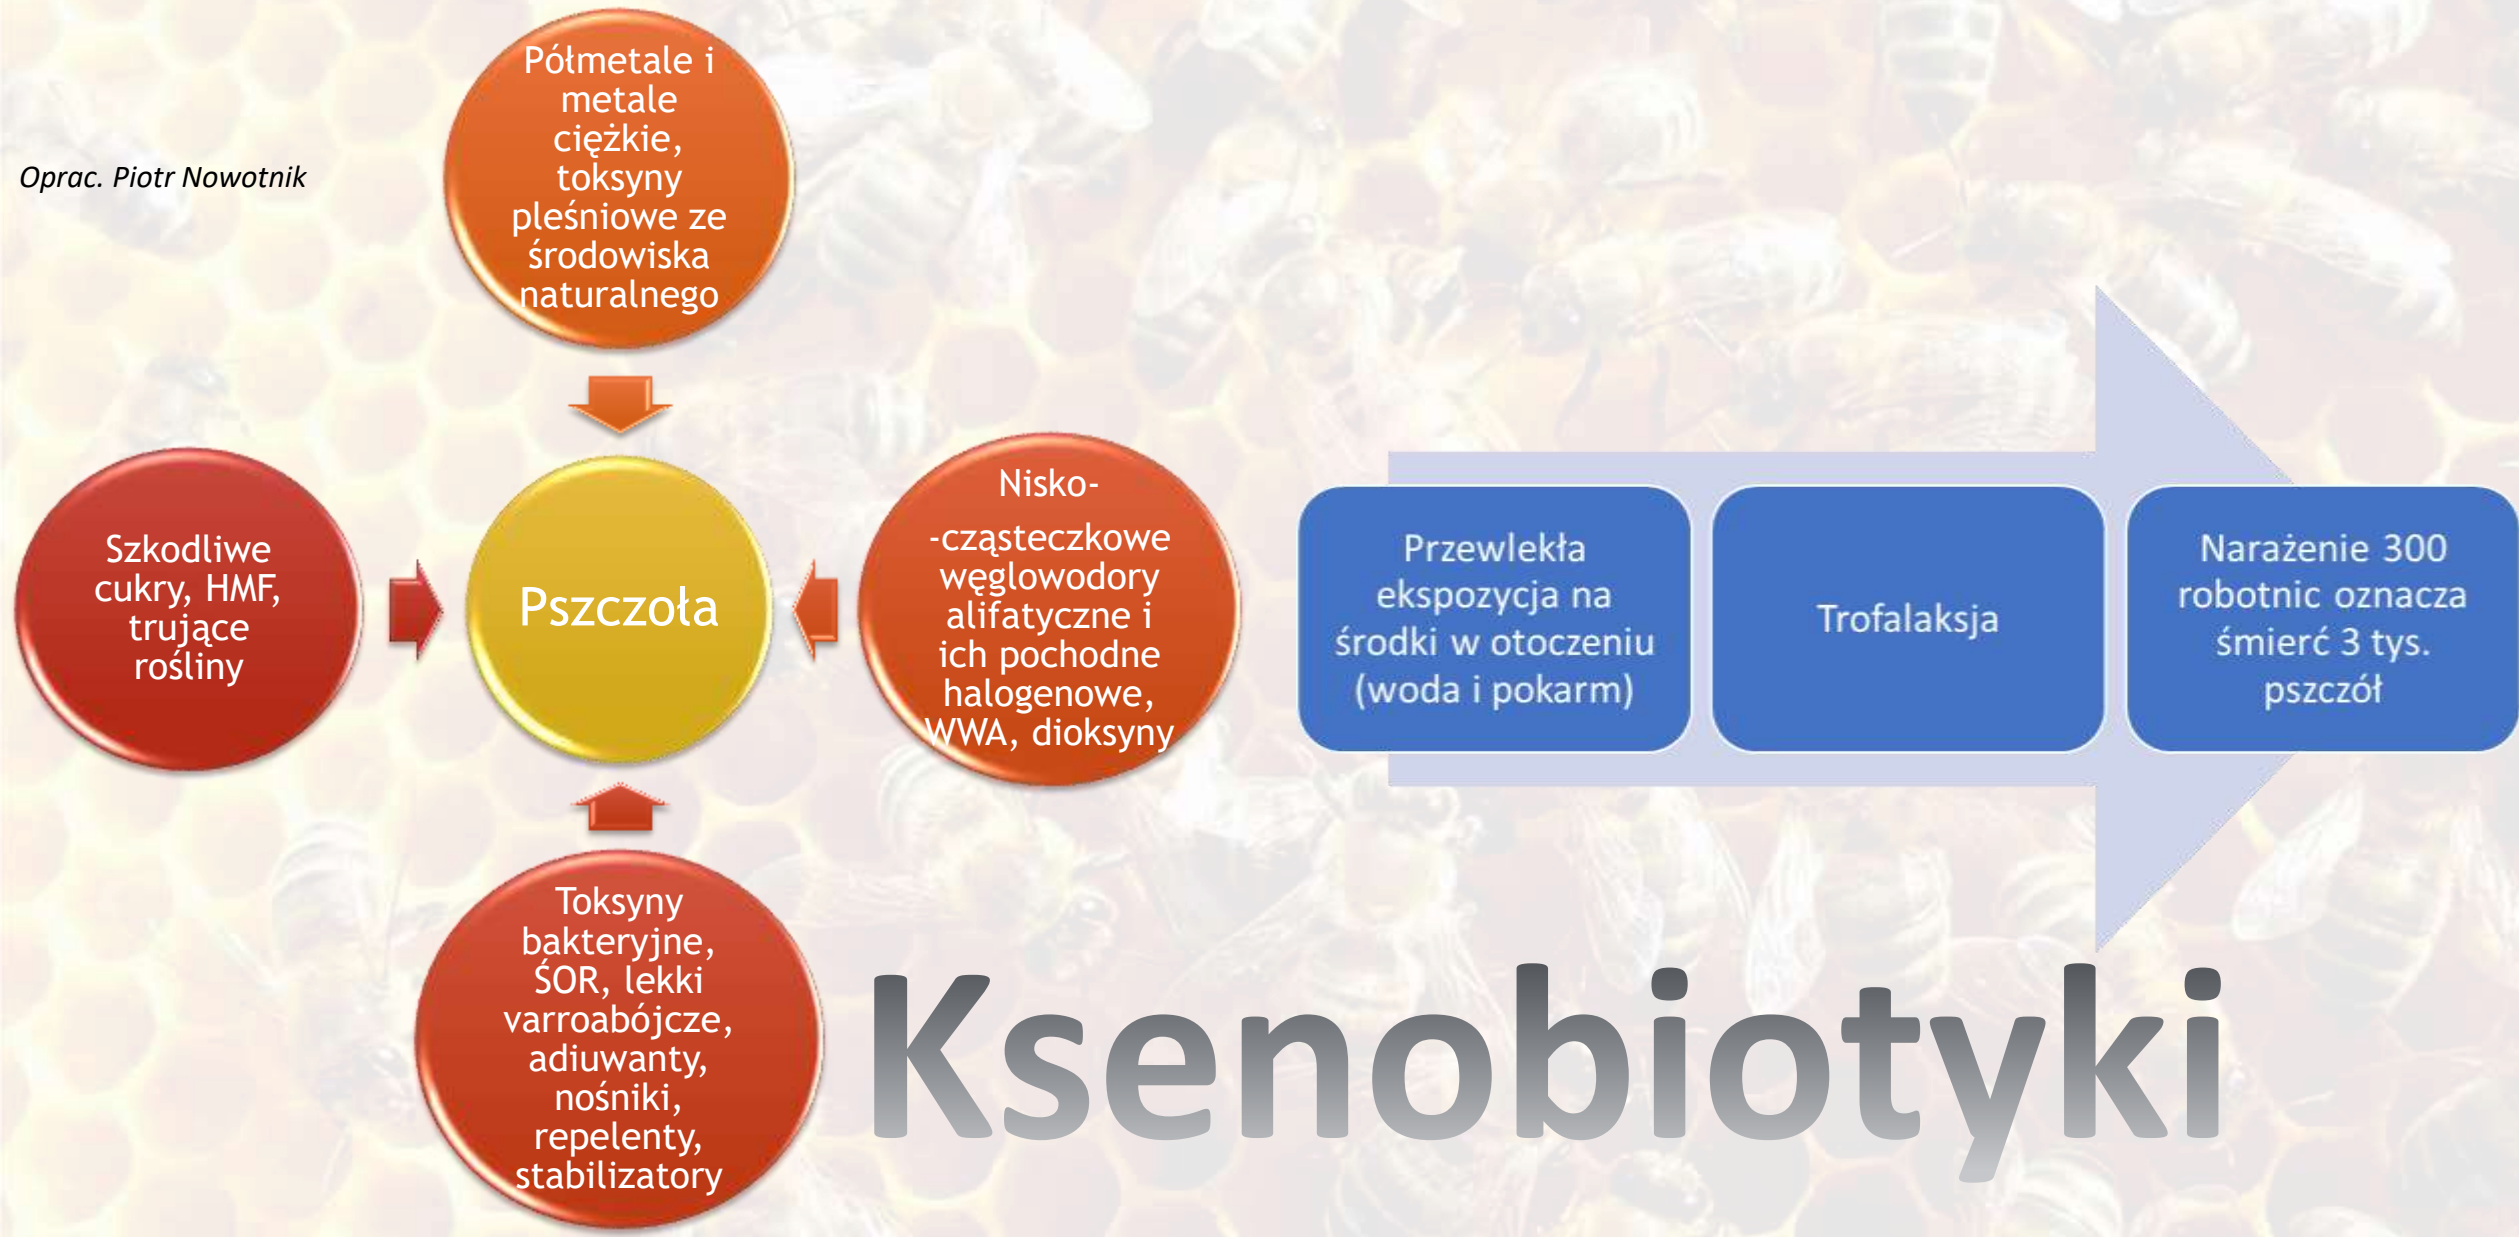 Oprac. Piotr Nowotnik
Półmetale i
metale
ciężkie,
toksyny
pleśniowe ze
środowiska
naturalnego
Szkodliwe
cukry, HMF,
trujące
rośliny
Pszczoła
Nisko-
-cząsteczkowe
węglowodory
alifatyczne i
ich pochodne
halogenowe,
WWA, dioksyny
Toksyny
bakteryjne,
ŚOR, lekki
varroabójcze,
adiuwanty,
nośniki,
repelenty,
stabilizatory
Przewlekła
ekspozycja na
środki w otoczeniu
(woda i pokarm)
Trofalaksja
Narażenie 300
robotnic oznacza
śmierć 3 tys.
pszczół
Ksenobiotyki